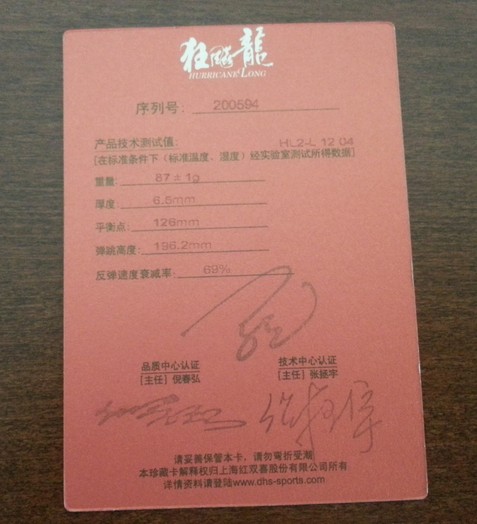 狂飚龍
HURRICANE LONG
序列号: 200594
产品技术测试值: HL2-L 12 04
[在标准条件下(标准温度、湿度)经实验室测试所得数据]
重量: 87±1g
厚度: 6.5mm
平衡点: 126mm
弹跳高度: 196.2mm
反弹速度衰减率: 69%
品质中心认证 技术中心认证
[主任] 倪春弘 [主任] 张
请妥善保管本卡,请勿弯折受潮
本珍藏卡解释权归上海红双喜股份有限公司所有
详情资料请登陆www.dhs-sports.com